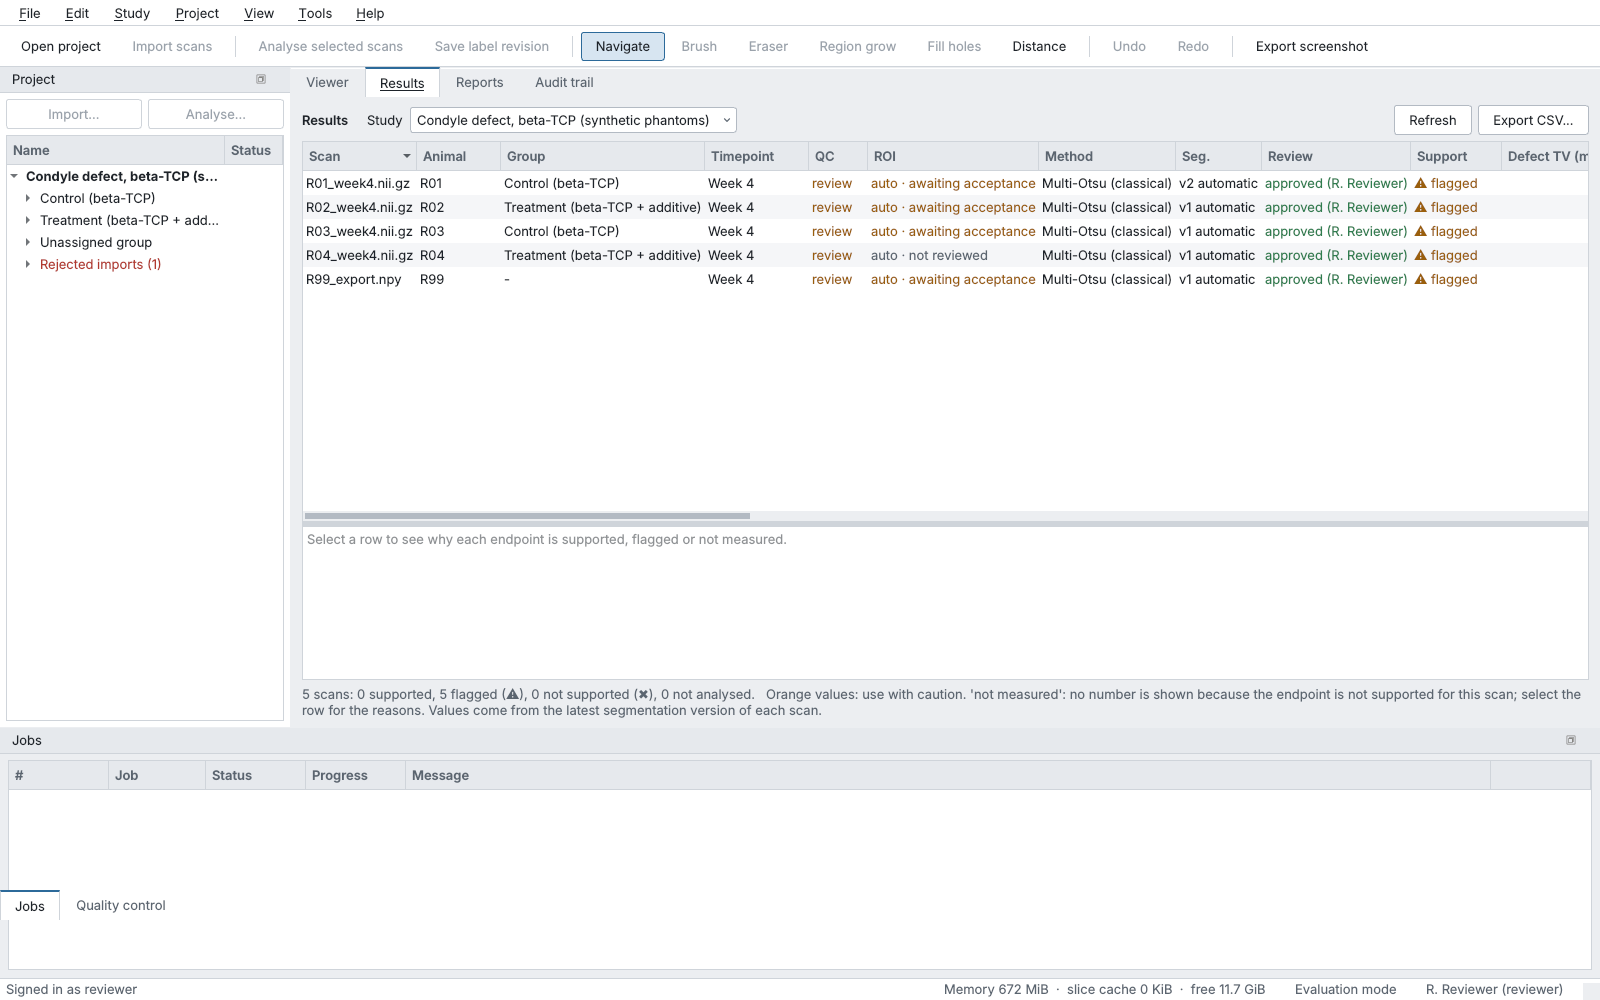 File Edit Study Project View Tools Help
Open project Import scans Analyse selected scans Save label revision Navigate Brush Eraser Region grow Fill holes Distance Undo Redo Export screenshot
Project
Import... Analyse...
Name Status
Condyle defect, beta-TCP (s...
Control (beta-TCP)
Treatment (beta-TCP + add...
Unassigned group
Rejected imports (1)
Viewer Results Reports Audit trail
Results Study Condyle defect, beta-TCP (synthetic phantoms) Refresh Export CSV...
Scan Animal Group Timepoint QC ROI Method Seg. Review Support Defect TV (m
R01_week4.nii.gz R01 Control (beta-TCP) Week 4 review auto · awaiting acceptance Multi-Otsu (classical) v2 automatic approved (R. Reviewer) ⚠ flagged
R02_week4.nii.gz R02 Treatment (beta-TCP + additive) Week 4 review auto · awaiting acceptance Multi-Otsu (classical) v1 automatic approved (R. Reviewer) ⚠ flagged
R03_week4.nii.gz R03 Control (beta-TCP) Week 4 review auto · awaiting acceptance Multi-Otsu (classical) v1 automatic approved (R. Reviewer) ⚠ flagged
R04_week4.nii.gz R04 Treatment (beta-TCP + additive) Week 4 review auto · not reviewed Multi-Otsu (classical) v1 automatic approved (R. Reviewer) ⚠ flagged
R99_export.npy R99 - Week 4 review auto · awaiting acceptance Multi-Otsu (classical) v1 automatic approved (R. Reviewer) ⚠ flagged
Select a row to see why each endpoint is supported, flagged or not measured.
5 scans: 0 supported, 5 flagged (⚠), 0 not supported (✖), 0 not analysed. Orange values: use with caution. 'not measured': no number is shown because the endpoint is not supported for this scan; select the
row for the reasons. Values come from the latest segmentation version of each scan.
Jobs
# Job Status Progress Message
Jobs Quality control
Signed in as reviewer Memory 672 MiB · slice cache 0 KiB · free 11.7 GiB Evaluation mode R. Reviewer (reviewer)